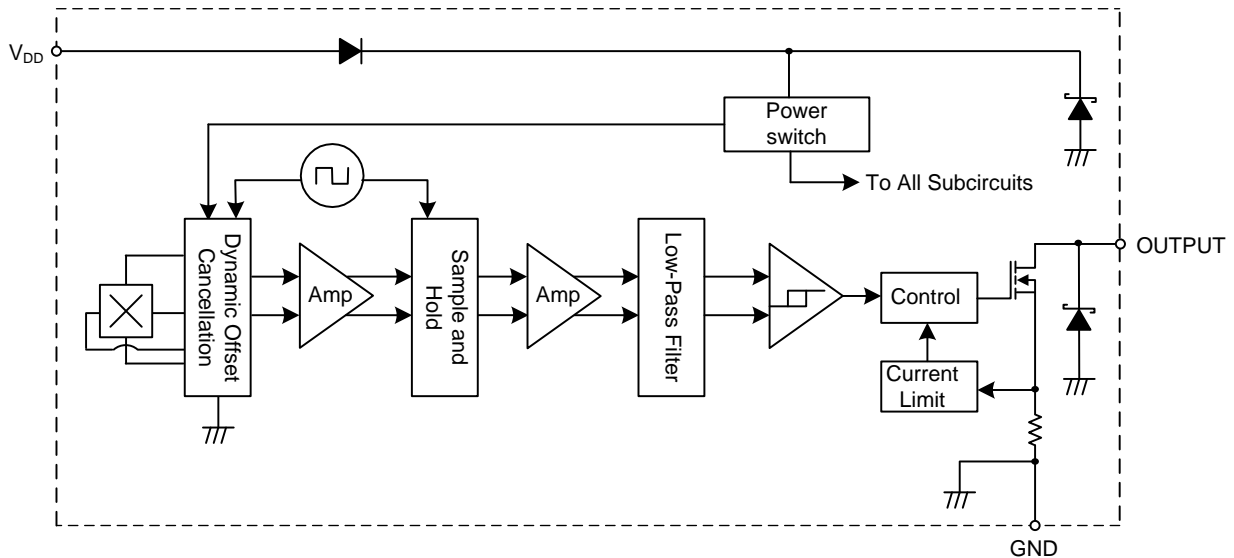 V_DD
Power
switch
To All Subcircuits
Dynamic Offset
Cancellation
Amp
Sample and
Hold
Amp
Low-Pass Filter
Control
Current
Limit
OUTPUT
GND